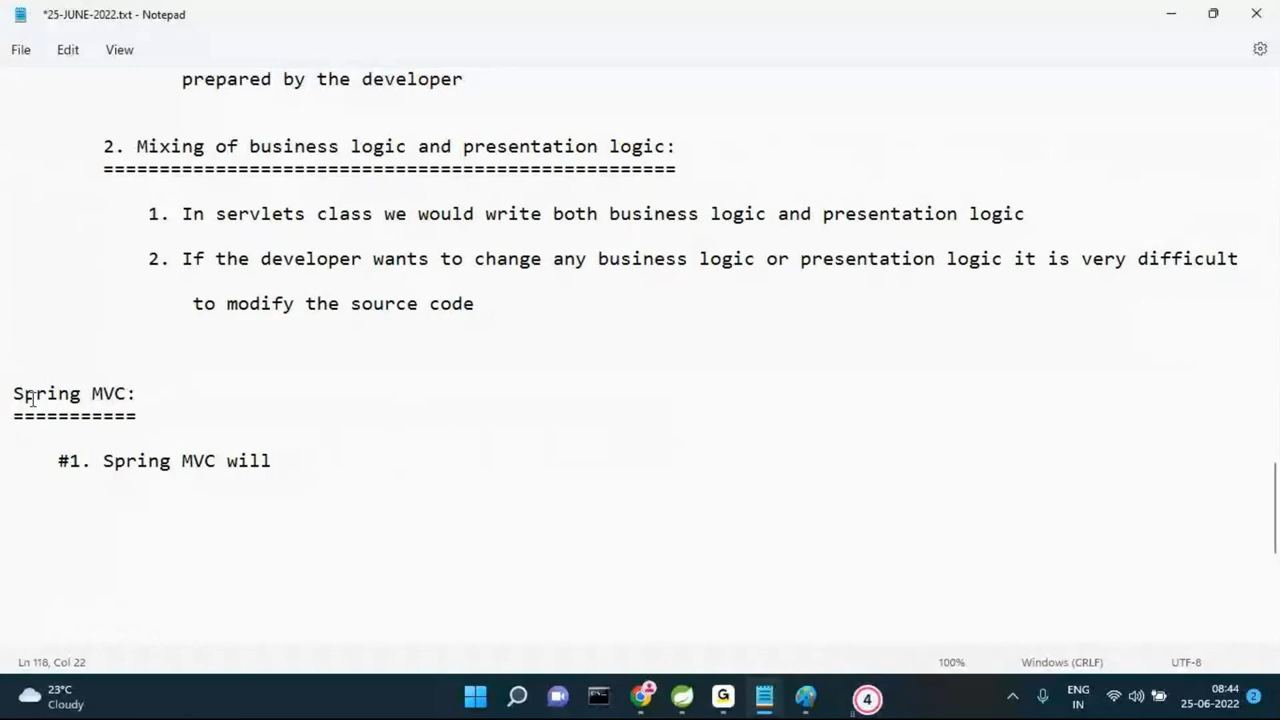 *25-JUNE-2022.txt - Notepad
File Edit View
prepared by the developer
2. Mixing of business logic and presentation logic:
===================================================
1. In servlets class we would write both business logic and presentation logic
2. If the developer wants to change any business logic or presentation logic it is very difficult
to modify the source code
Spring MVC:
===========
#1. Spring MVC will
Ln 118, Col 22 100% Windows (CRLF) UTF-8
23°C
Cloudy
G
4
ENG
IN
08:44
25-06-2022
2